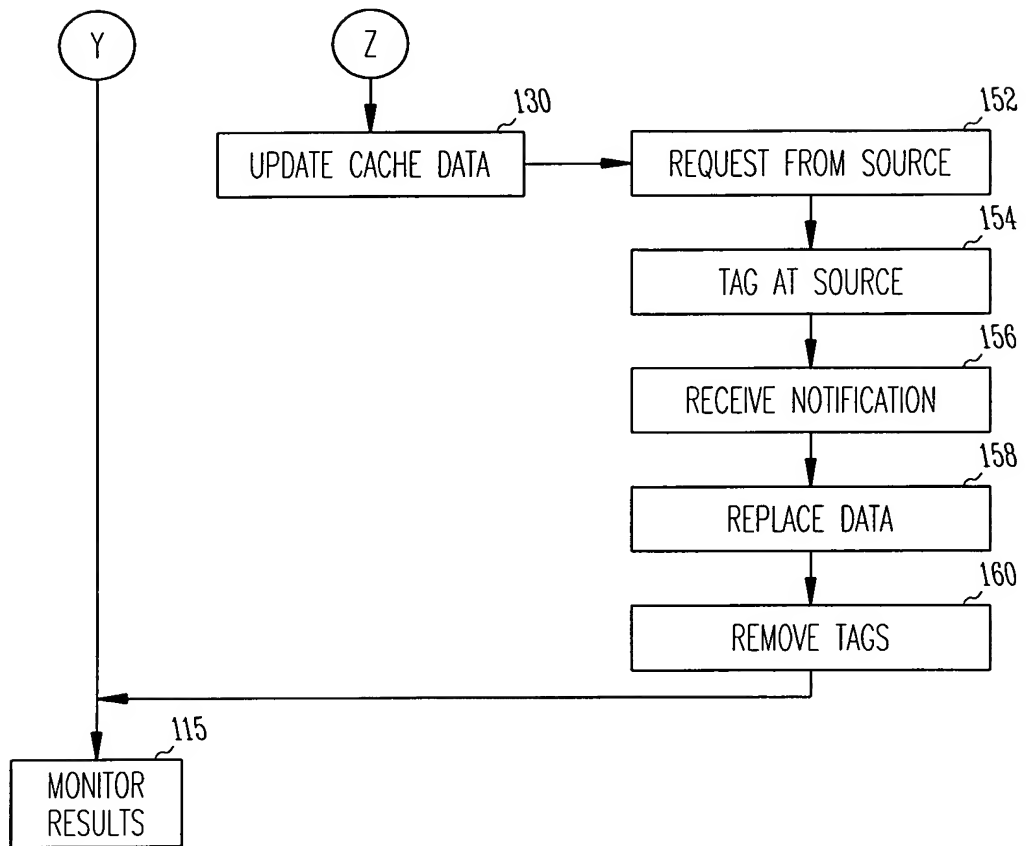 Y
Z
130
UPDATE CACHE DATA
152
REQUEST FROM SOURCE
154
TAG AT SOURCE
156
RECEIVE NOTIFICATION
158
REPLACE DATA
160
REMOVE TAGS
115
MONITOR
RESULTS